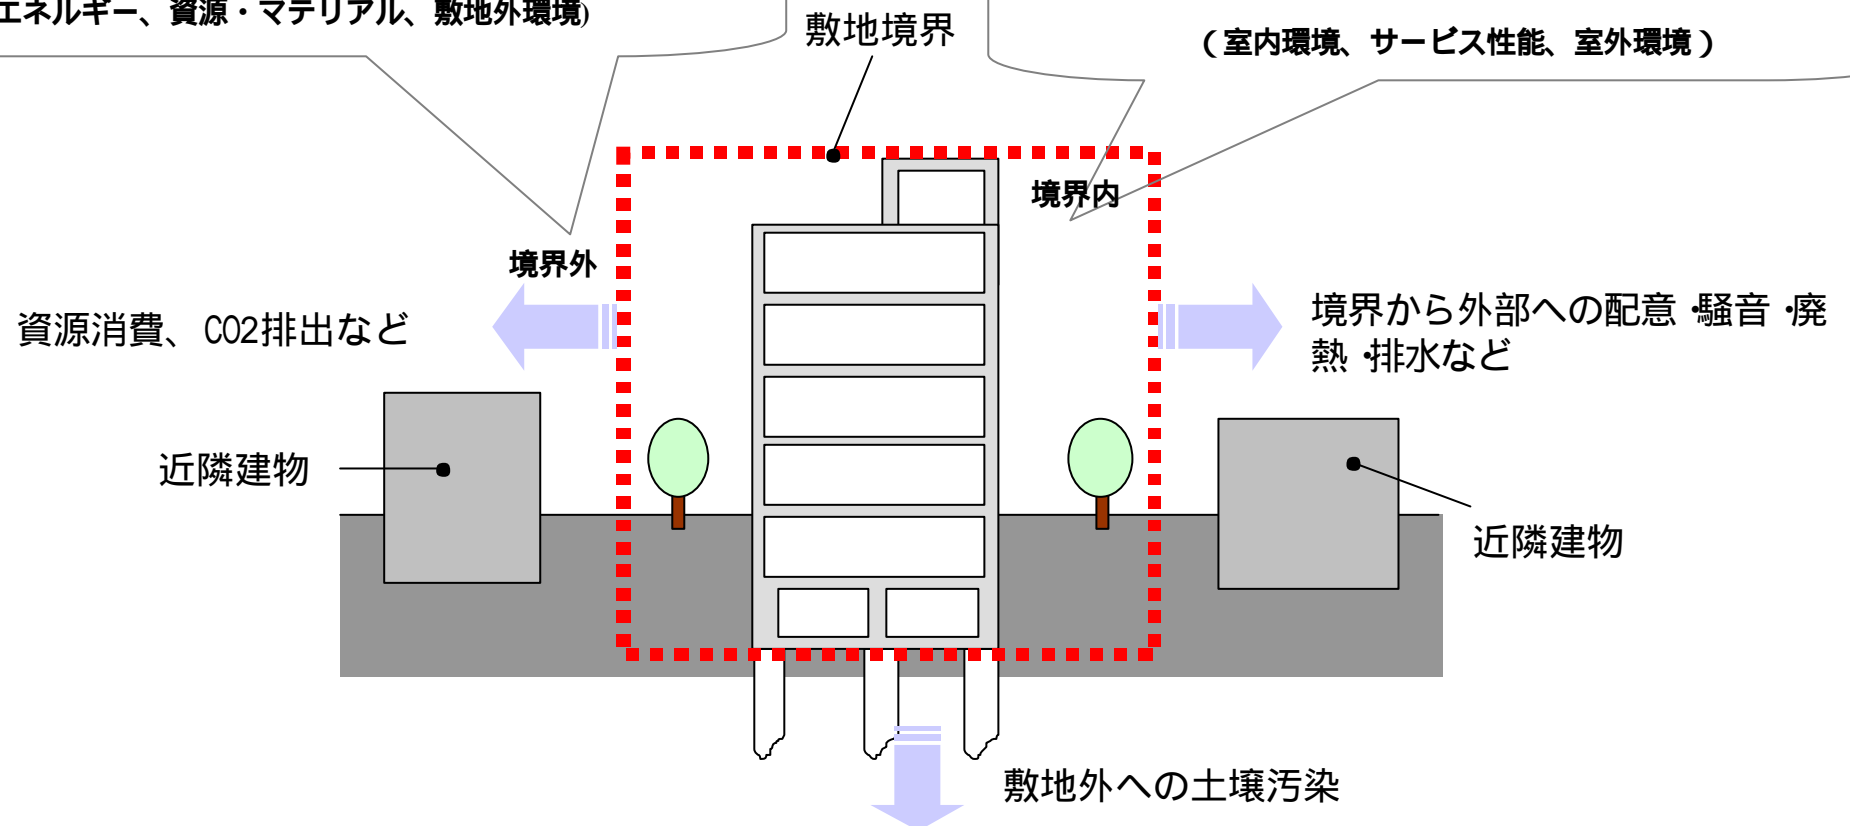 エネルギー、資源・マテリアル、敷地外環境)
敷地境界
（室内環境、サービス性能、室外環境）
境界内
境界外
資源消費、CO2排出など
境界から外部への配意・騒音・廃
熱・排水など
近隣建物
近隣建物
敷地外への土壌汚染